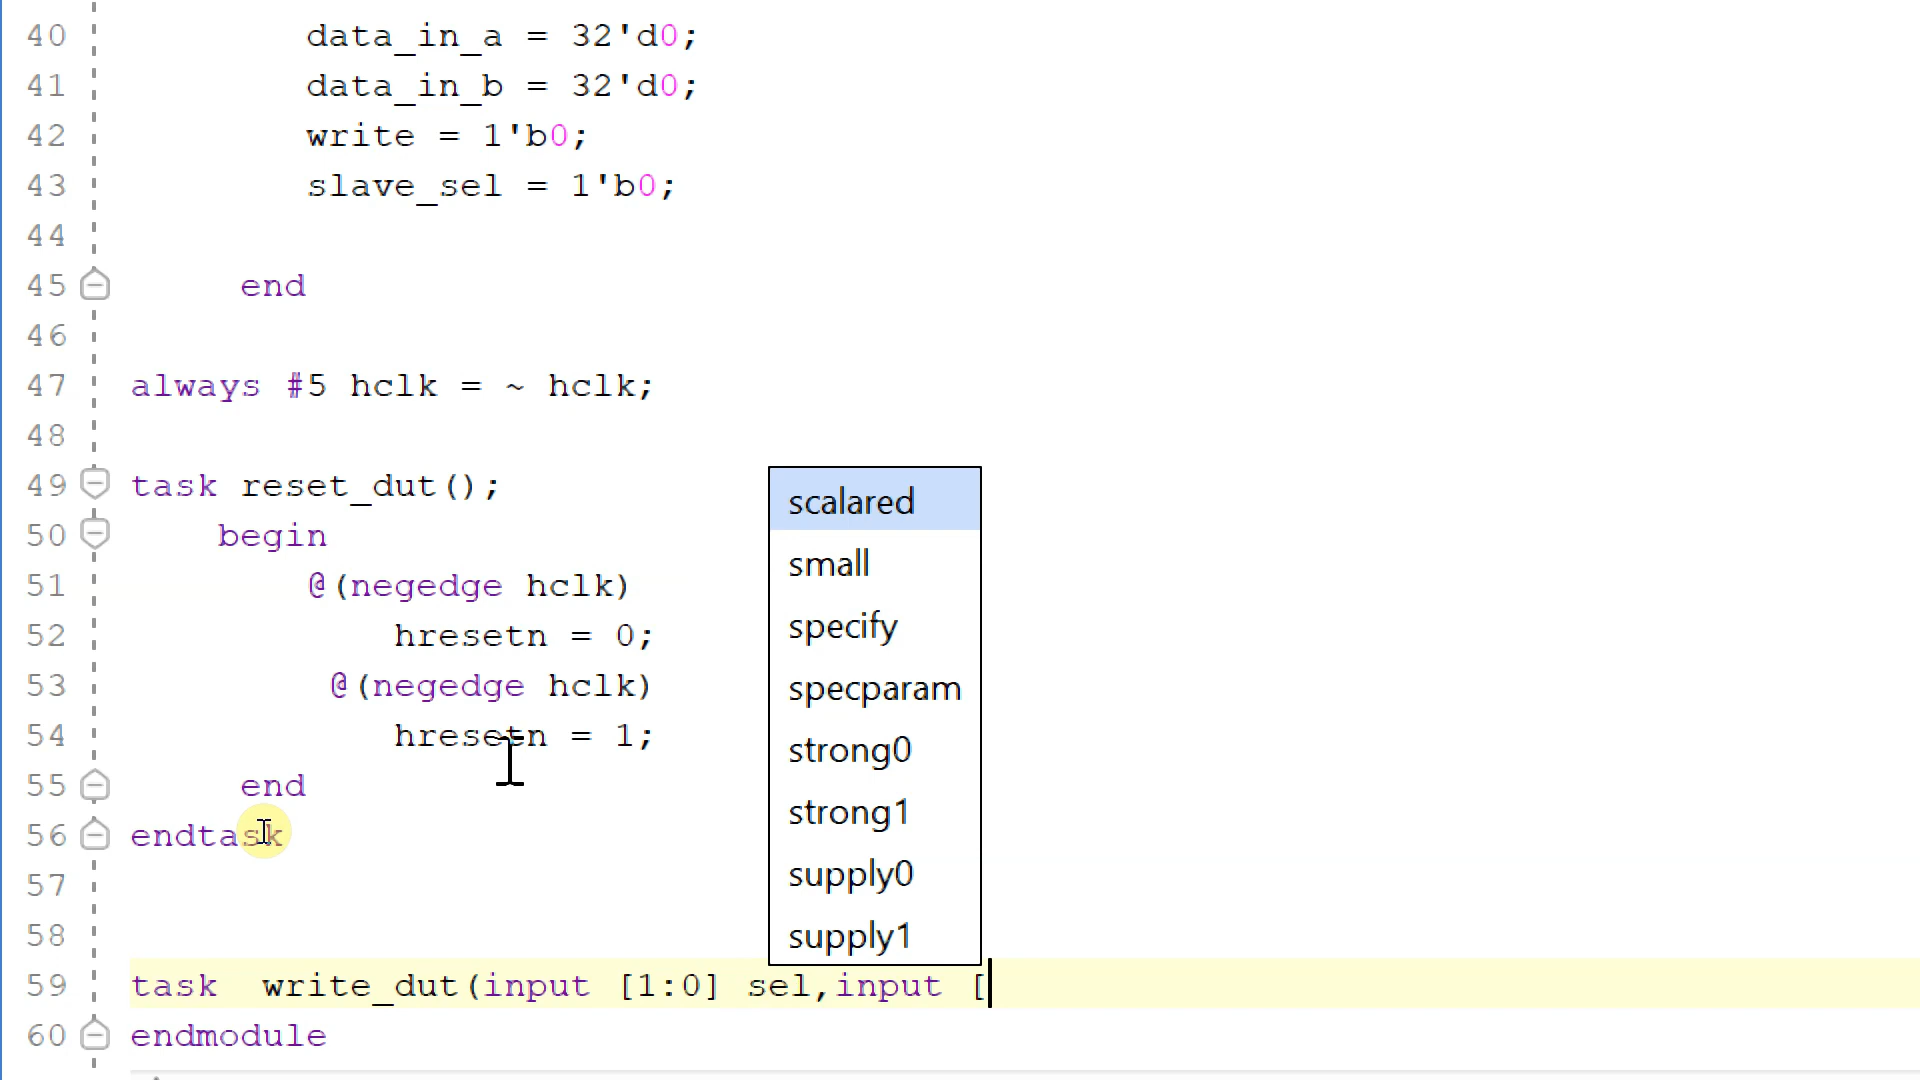 40 data_in_a = 32'd0;
41 data_in_b = 32'd0;
42 write = 1'b0;
43 slave_sel = 1'b0;
44
45 end
46
47 always #5 hclk = ~ hclk;
48
49 task reset_dut();
50 begin
51 @(negedge hclk)
52 hresetn = 0;
53 @(negedge hclk)
54 hresetn = 1;
55 end
56 endtask
57
58
59 task  write_dut(input [1:0] sel,input [
60 endmodule
scalared
small
specify
specparam
strong0
strong1
supply0
supply1